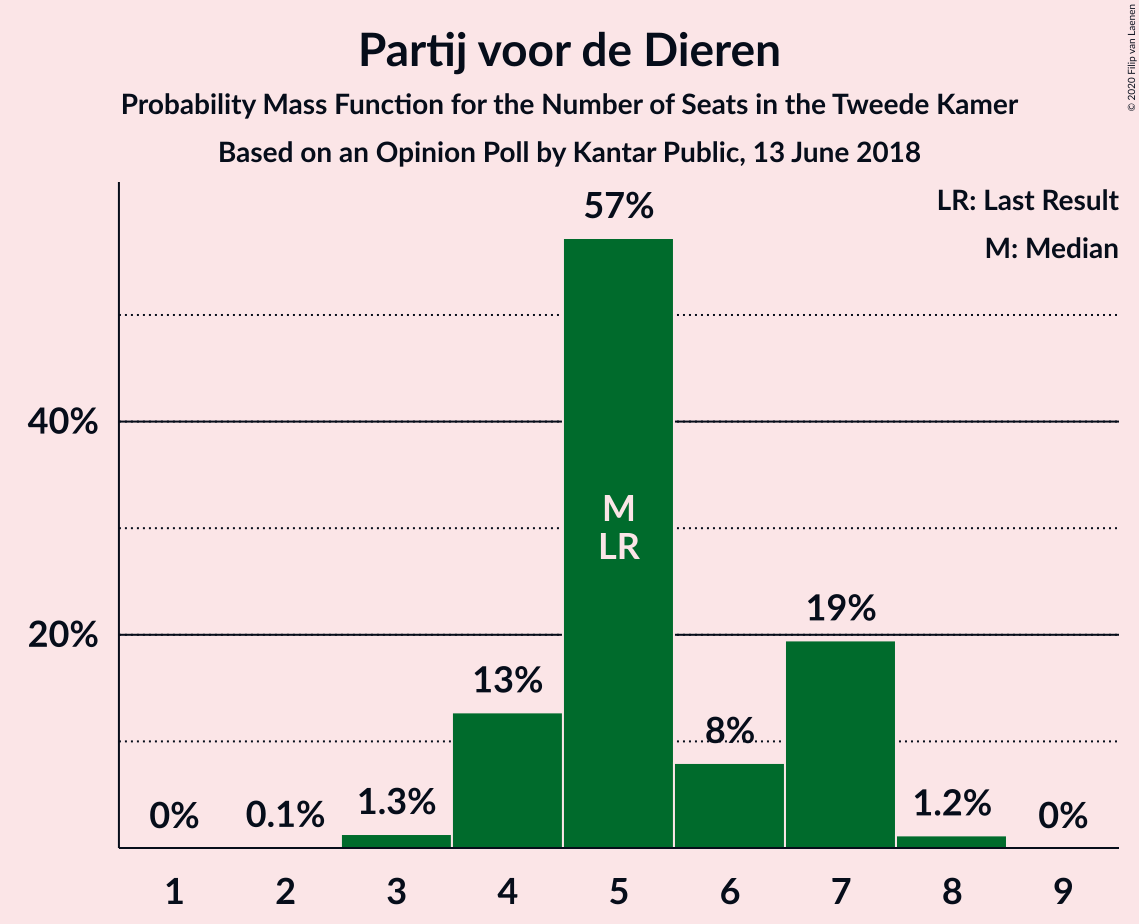 Partij voor de Dieren
Probability Mass Function for the Number of Seats in the Tweede Kamer
Based on an Opinion Poll by Kantar Public, 13 June 2018
© 2020 Filip van Laenen
LR: Last Result
M: Median
57%
40%
M
LR
20%
19%
13%
8%
0%
0.1%
1.3%
1.2%
0%
1 2 3 4 5 6 7 8 9